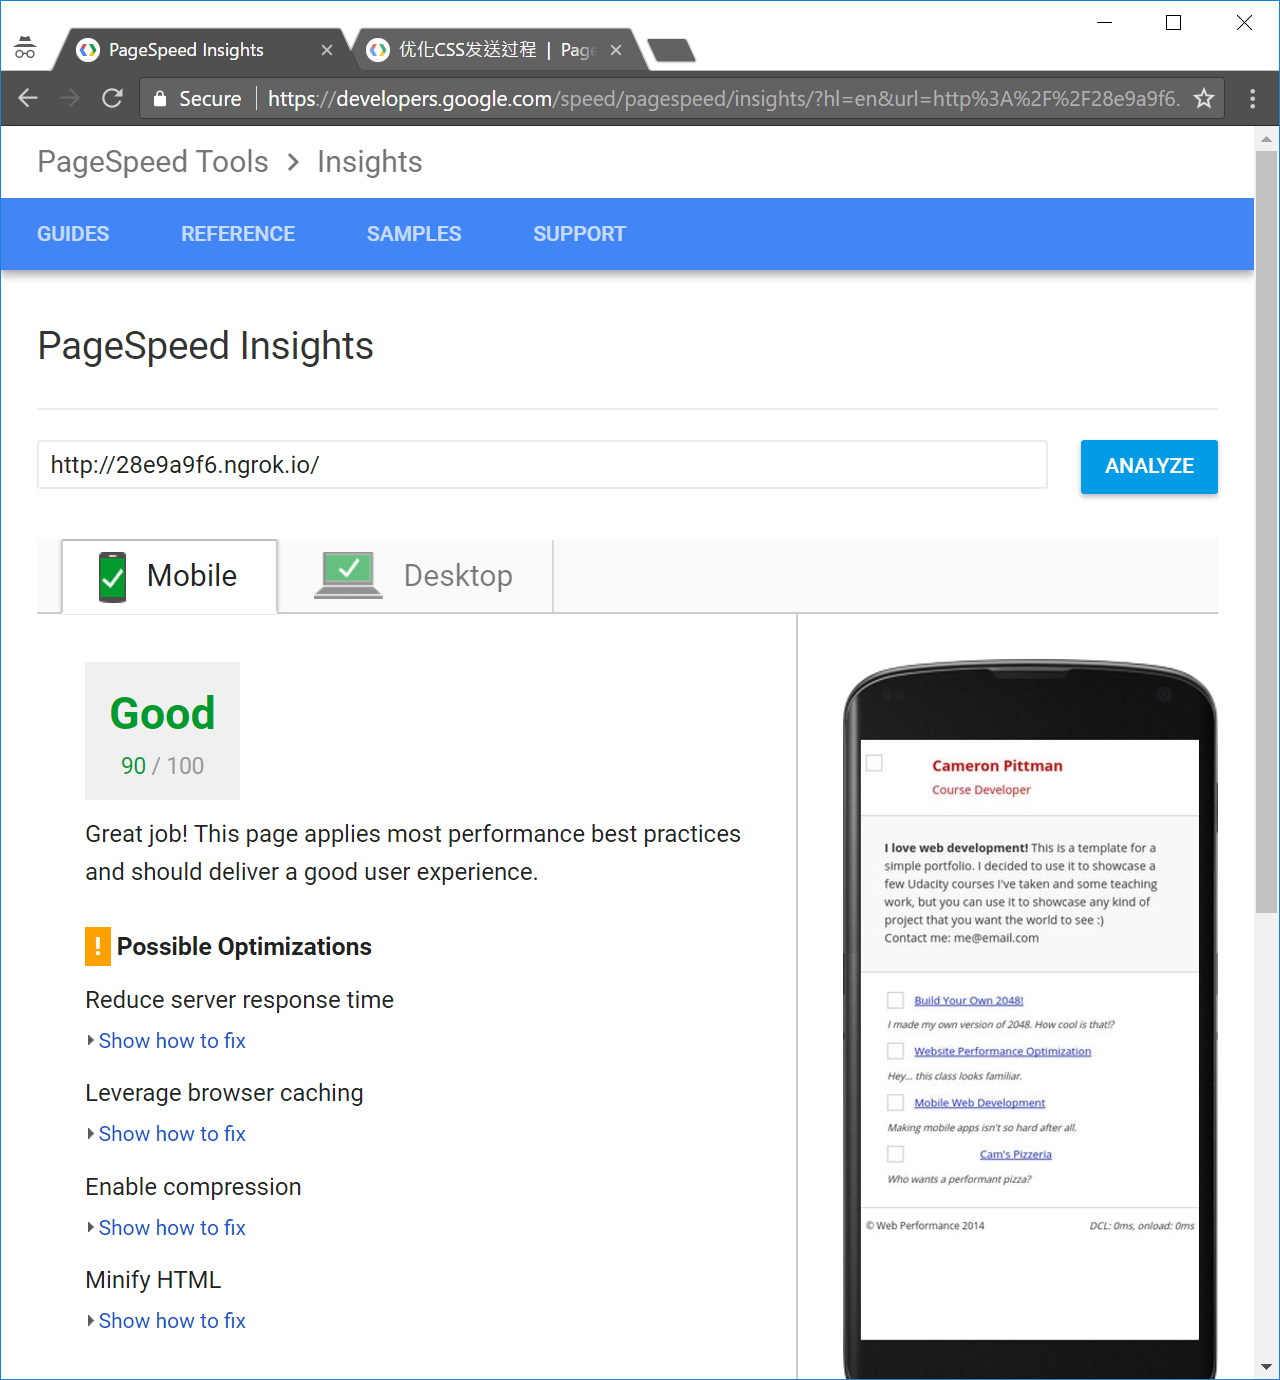 PageSpeed Insights
优化CSS发送过程 | Page
Secure
https://developers.google.com/speed/pagespeed/insights/?hl=en&url=http%3A%2F%2F28e9a9f6.
PageSpeed Tools > Insights
GUIDES REFERENCE SAMPLES SUPPORT
PageSpeed Insights
http://28e9a9f6.ngrok.io/
ANALYZE
Mobile
Desktop
Good
90 / 100
Great job! This page applies most performance best practices
and should deliver a good user experience.
! Possible Optimizations
Reduce server response time
Show how to fix
Leverage browser caching
Show how to fix
Enable compression
Show how to fix
Minify HTML
Show how to fix
Cameron Pittman
Course Developer
I love web development! This is a template for a
simple portfolio. I decided to use it to showcase a
few Udacity courses I've taken and some teaching
work, but you can use it to showcase any kind of
project that you want the world to see :)
Contact me: me@email.com
Build Your Own 2048!
I made my own version of 2048. How cool is that!?
Website Performance Optimization
Hey... this class looks familiar.
Mobile Web Development
Making mobile apps isn't so hard after all.
Cam's Pizzeria
Who wants a performant pizza?
© Web Performance 2014
DCL: 0ms, onload: 0ms